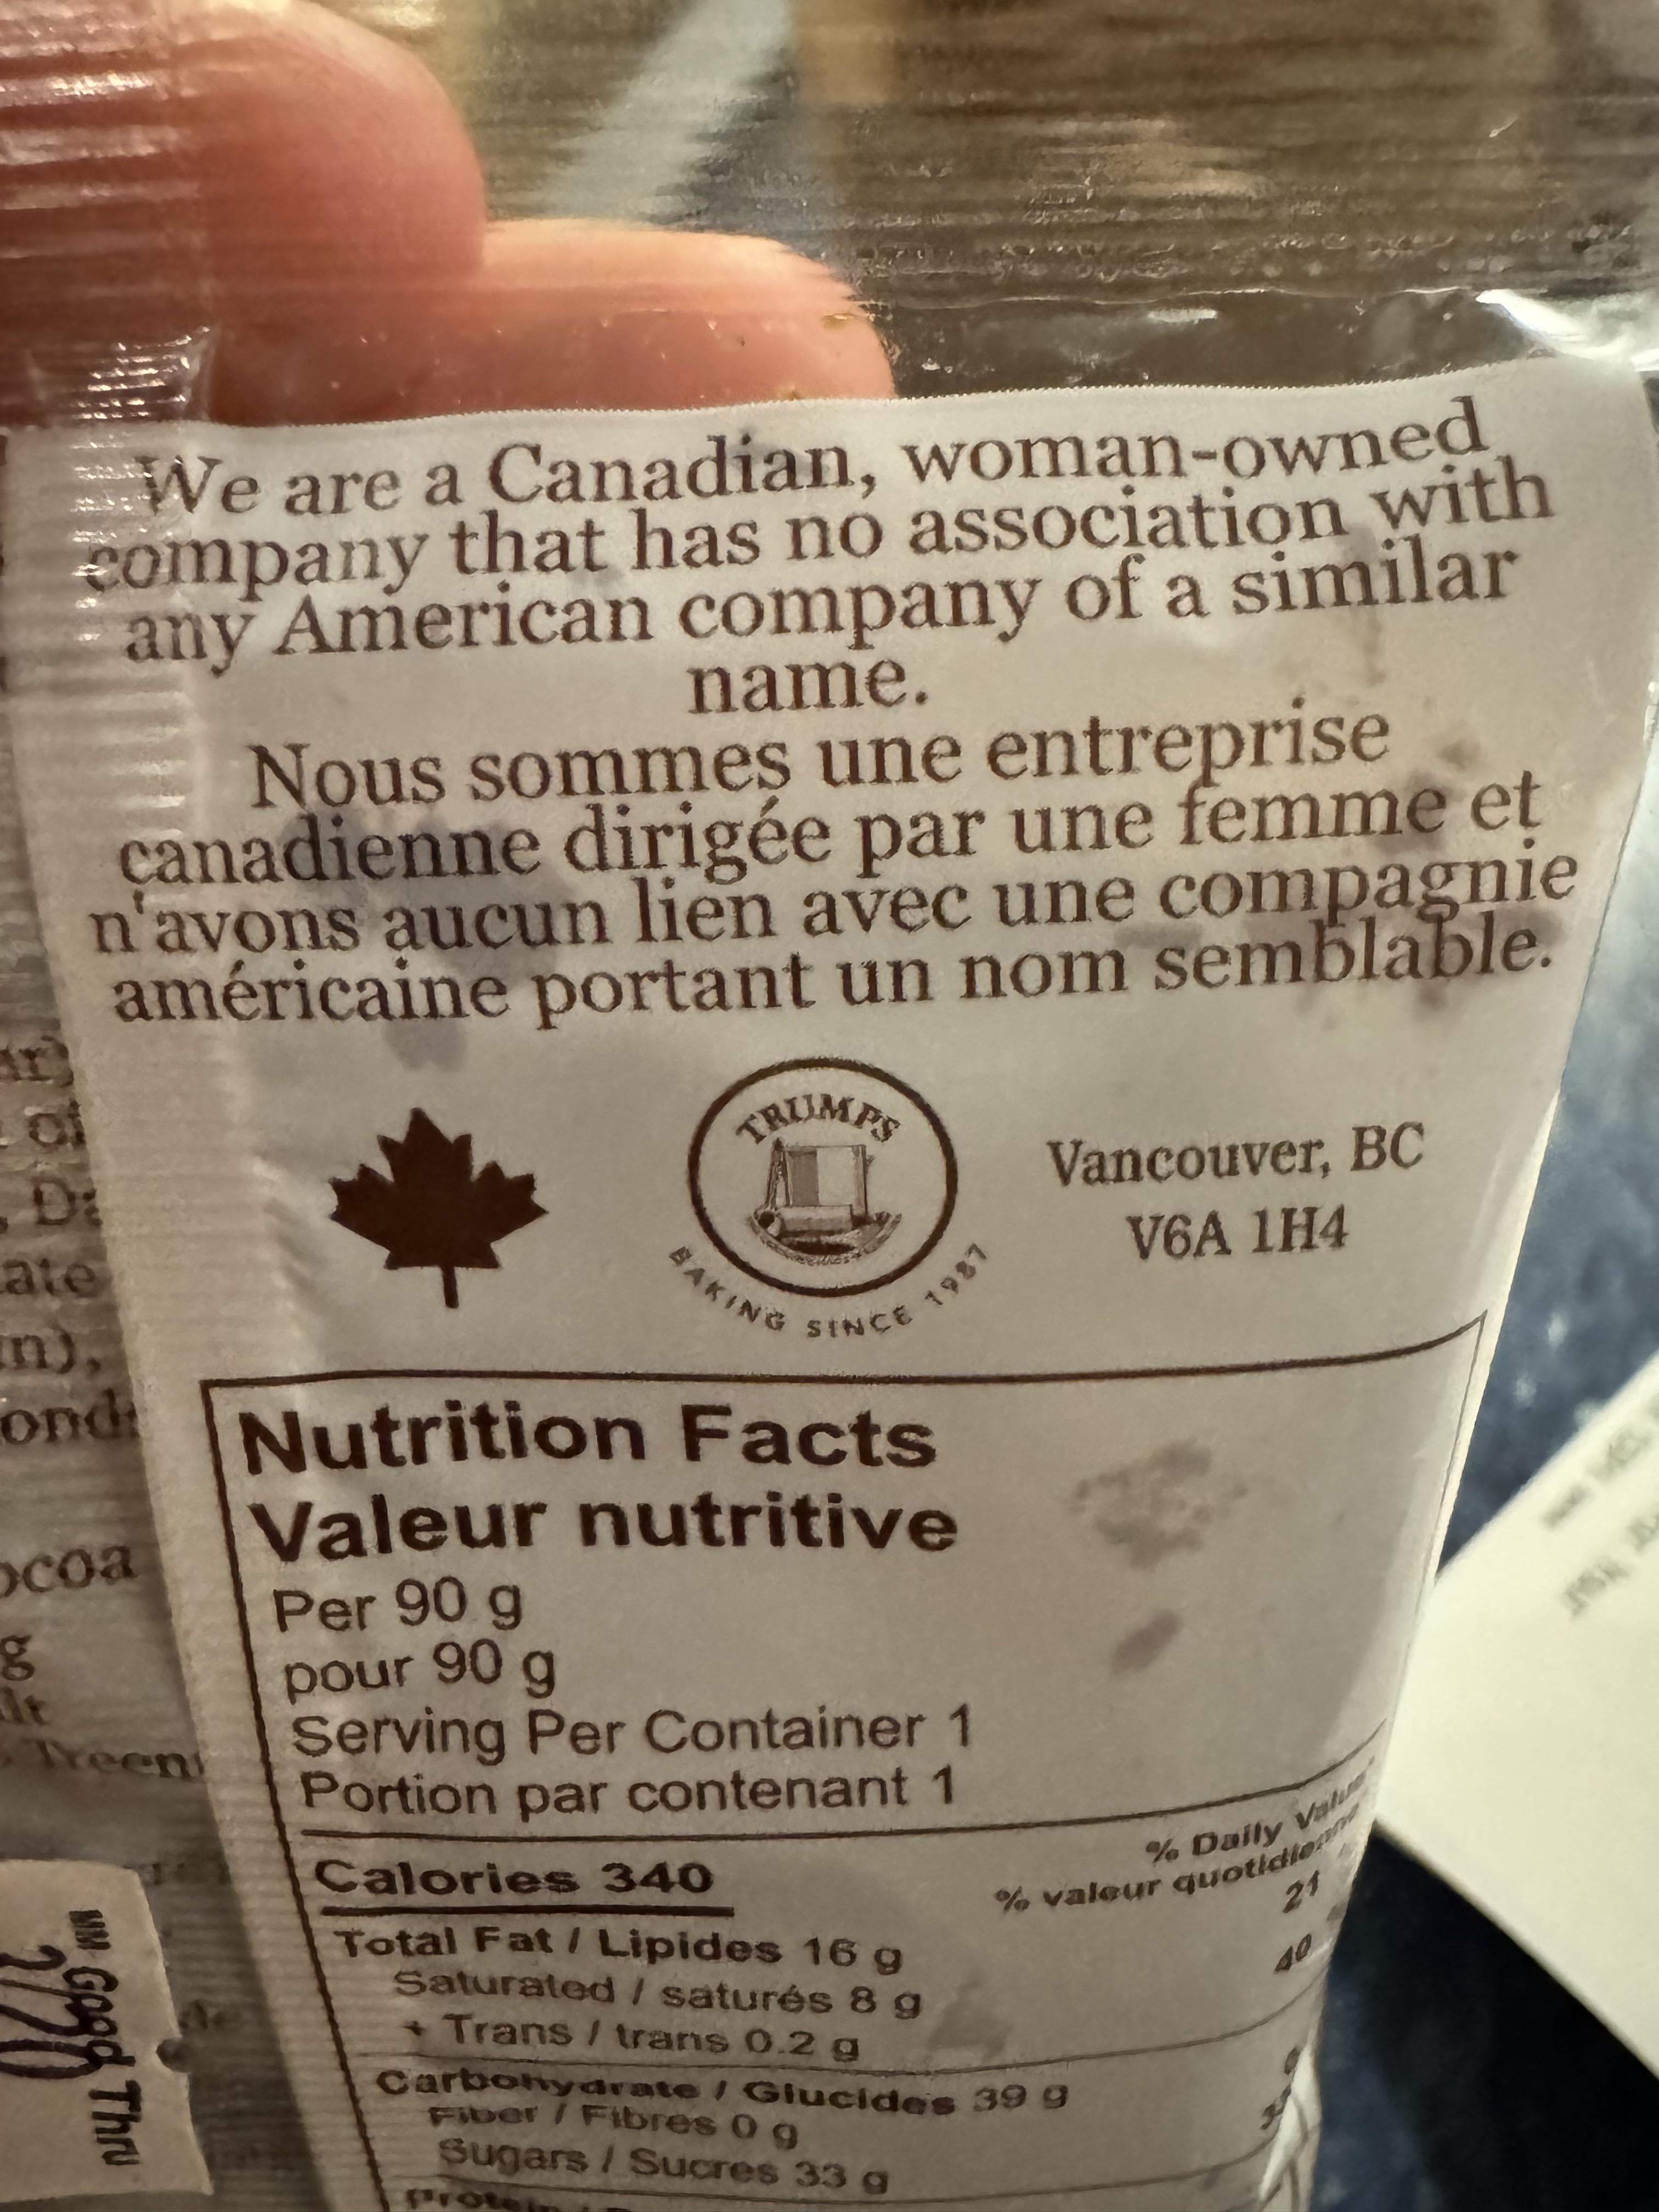 We are a Canadian, woman-owned
company that has no association with
any American company of a similar
name.
Nous sommes une entreprise
canadienne dirigée par une femme et
n'avons aucun lien avec une compagnie
américaine portant un nom semblable.
TRUMPS
BAKING SINCE 1987
Vancouver, BC
V6A 1H4
Nutrition Facts
Valeur nutritive
Per 90 g
pour 90 g
Serving Per Container 1
Portion par contenant 1
% Daily Value
% valeur quotidienne
Calories 340
Total Fat / Lipides 16 g 21
Saturated / saturés 8 g 40
+ Trans / trans 0.2 g
Carbohydrate / Glucides 39 g
Fiber / Fibres 0 g
Sugars / Sucres 33 g
Good Thru